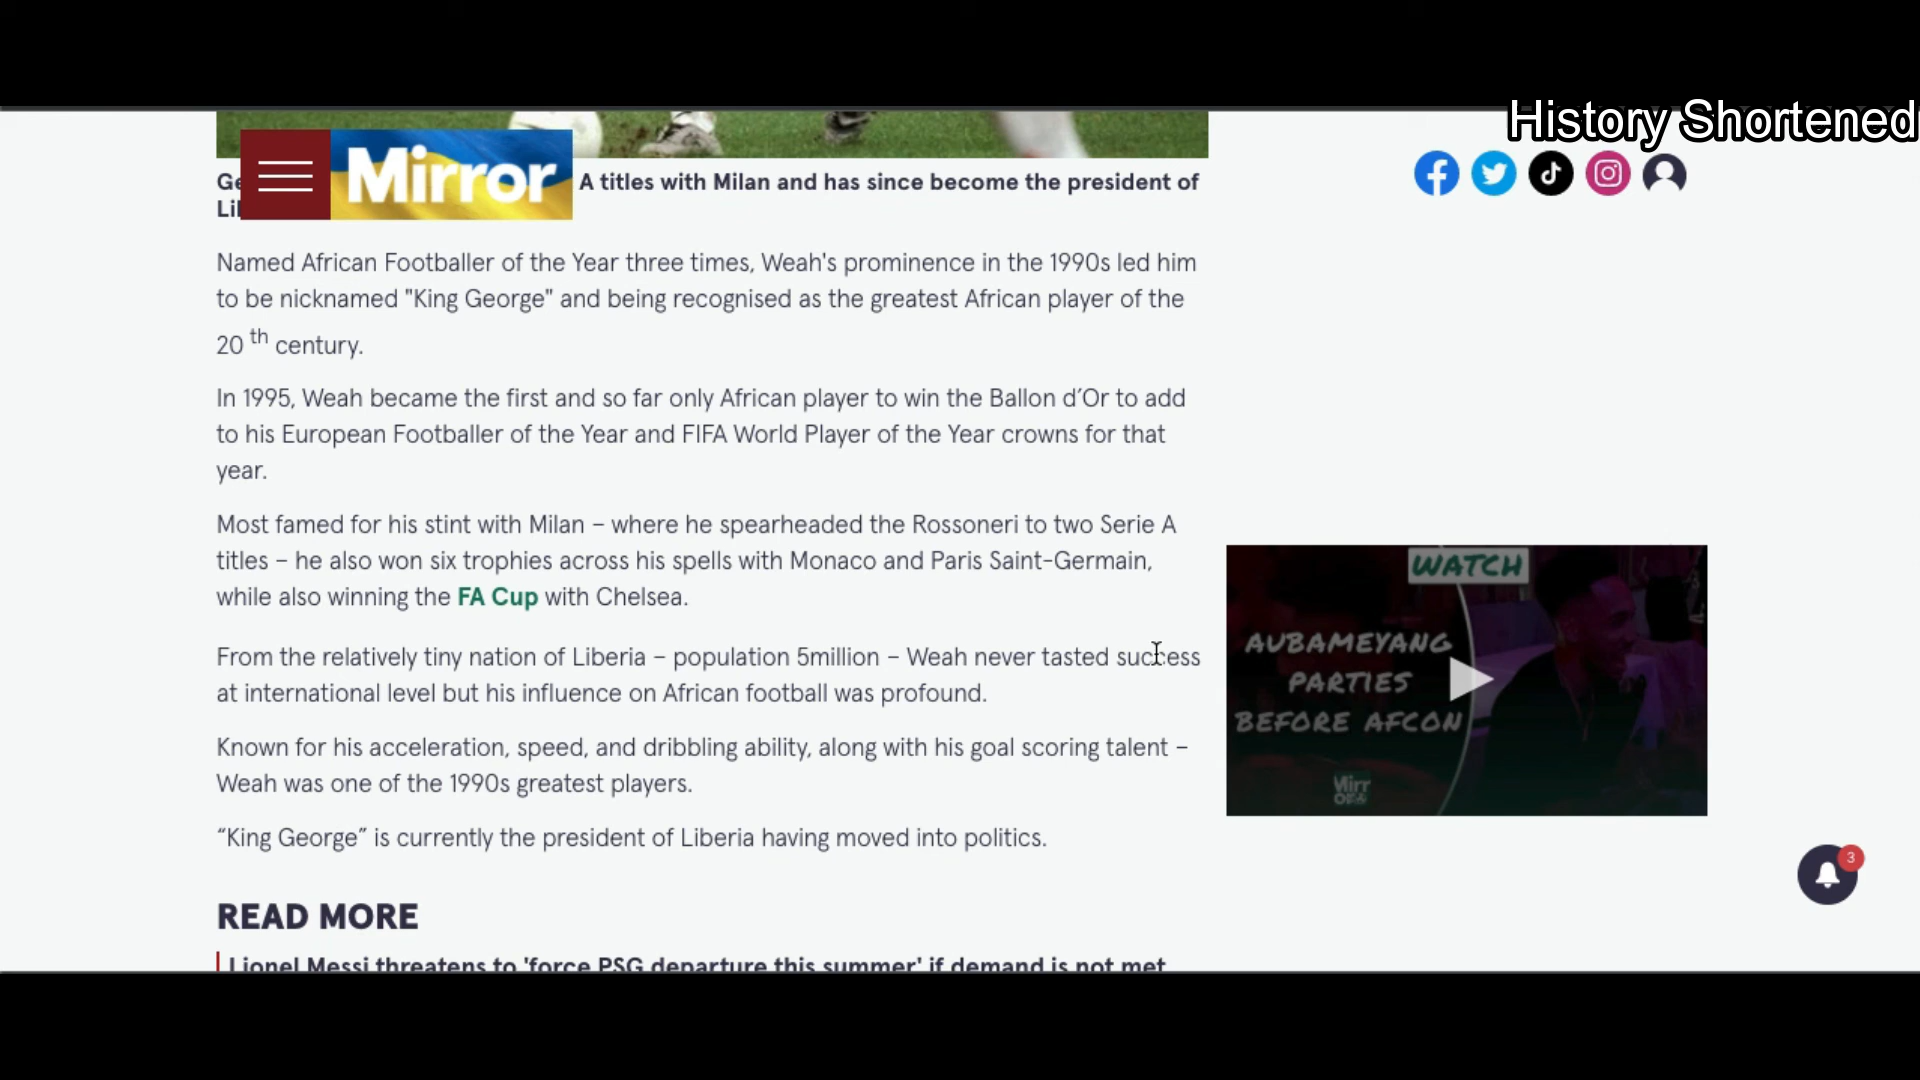 History Shortened
Mirror
Ge A titles with Milan and has since become the president of
Li
Named African Footballer of the Year three times, Weah's prominence in the 1990s led him
to be nicknamed "King George" and being recognised as the greatest African player of the
20 th century.
In 1995, Weah became the first and so far only African player to win the Ballon d’Or to add
to his European Footballer of the Year and FIFA World Player of the Year crowns for that
year.
Most famed for his stint with Milan – where he spearheaded the Rossoneri to two Serie A
titles – he also won six trophies across his spells with Monaco and Paris Saint-Germain,
while also winning the FA Cup with Chelsea.
From the relatively tiny nation of Liberia – population 5million – Weah never tasted success
at international level but his influence on African football was profound.
Known for his acceleration, speed, and dribbling ability, along with his goal scoring talent –
Weah was one of the 1990s greatest players.
“King George” is currently the president of Liberia having moved into politics.
WATCH
AUBAMEYANG
PARTIES
BEFORE AFCON
Mirr
or
3
READ MORE
Lionel Messi threatens to 'force PSG departure this summer' if demand is not met